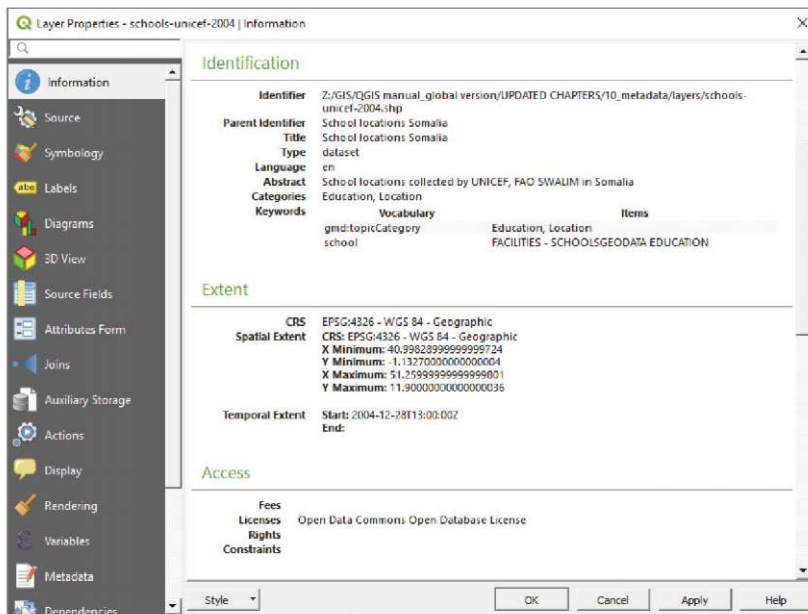 Layer Properties - schools-unicef-2004 | Information
Information
Source
Symbology
abc Labels
Diagrams
3D View
Source Fields
Attributes Form
Joins
Auxiliary Storage
Actions
Display
Rendering
Variables
Metadata
Dependencies
Identification
Identifier Z:/GIS/QGIS manual_global version/UPDATED CHAPTERS/10_metadata/layers/schools-
unicef-2004.shp
Parent Identifier School locations Somalia
Title School locations Somalia
Type dataset
Language en
Abstract School locations collected by UNICEF, FAO SWALIM in Somalia
Categories Education, Location
Keywords Vocabulary Items
gmd:topicCategory Education, Location
school FACILITIES - SCHOOLSGEODATA EDUCATION
Extent
CRS EPSG:4326 - WGS 84 - Geographic
Spatial Extent CRS: EPSG:4326 - WGS 84 - Geographic
X Minimum: 40.99828999999999724
Y Minimum: -1.13270000000000004
X Maximum: 51.25999999999999801
Y Maximum: 11.90000000000000036
Temporal Extent Start: 2004-12-28T13:00:00Z
End:
Access
Fees
Licenses Open Data Commons Open Database License
Rights
Constraints
Style OK Cancel Apply Help